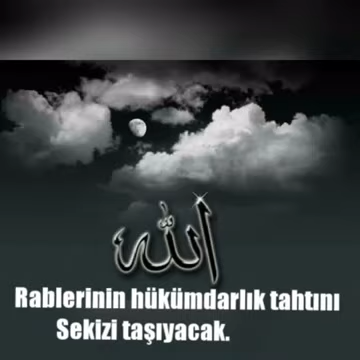 الله
Rablerinin hükümdarlık tahtını
Sekizi taşıyacak.